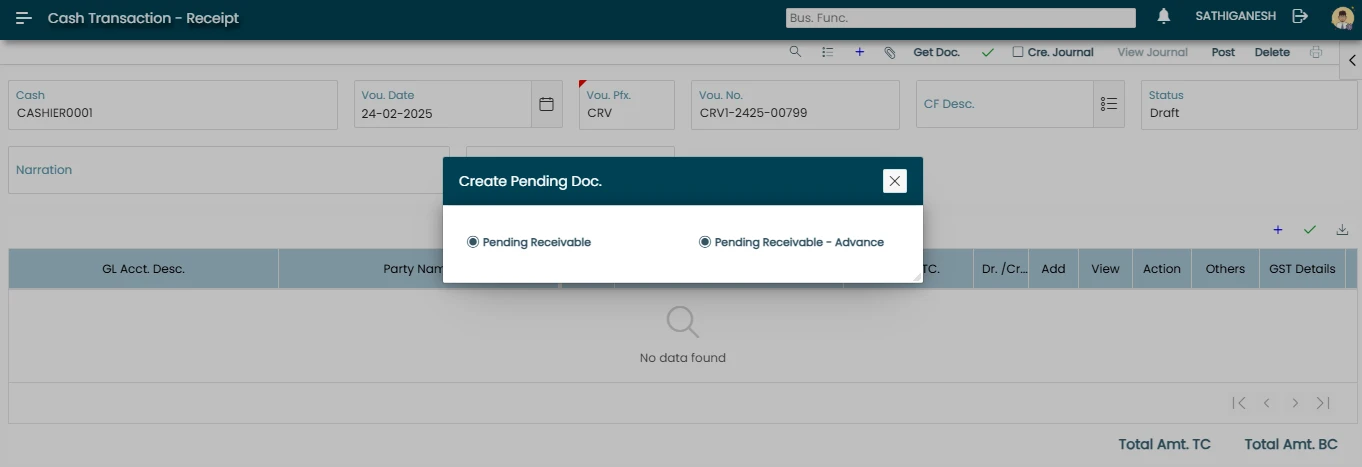 Cash Transaction - Receipt
Bus. Func.
SATHIGANESH
Get Doc.
Cre. Journal
View Journal
Post
Delete
Cash
CASHIER0001
Vou. Date
24-02-2025
Vou. Pfx.
CRV
Vou. No.
CRV1-2425-00799
CF Desc.
Status
Draft
Narration
Create Pending Doc.
Pending Receivable
Pending Receivable - Advance
GL Acct. Desc.
Party Nam
TC.
Dr. /Cr...
Add
View
Action
Others
GST Details
No data found
Total Amt. TC
Total Amt. BC